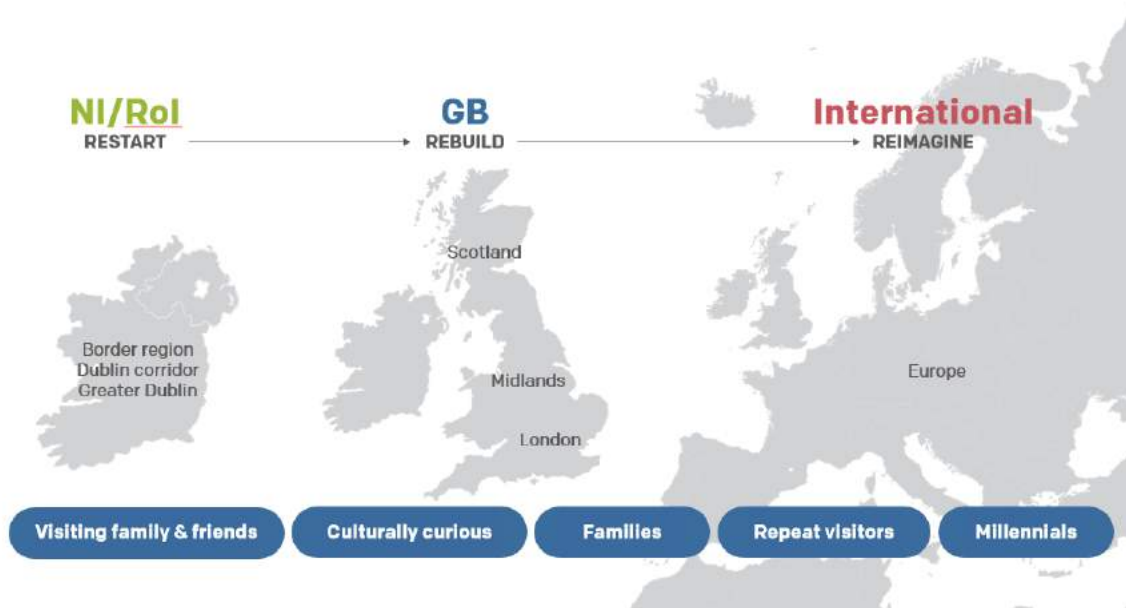 NI/RoI
RESTART
GB
REBUILD
International
REIMAGINE
Border region
Dublin corridor
Greater Dublin
Scotland
Midlands
London
Europe
Visiting family & friends
Culturally curious
Families
Repeat visitors
Millennials